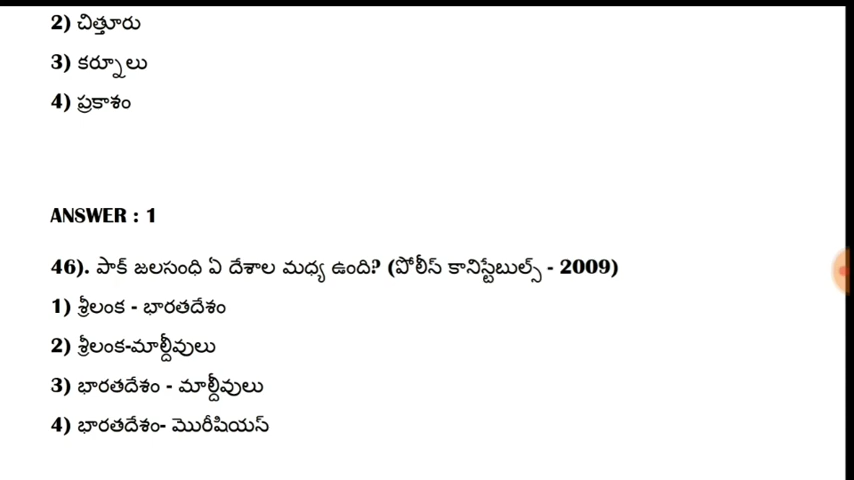 2) చిత్తూరు
3) కర్నూలు
4) ప్రకాశం
ANSWER : 1
46). పాక్ జలసంధి ఏ దేశాల మధ్య ఉంది? (పోలీస్ కానిస్టేబుల్స్ - 2009)
1) శ్రీలంక - భారతదేశం
2) శ్రీలంక-మాల్దీవులు
3) భారతదేశం - మాల్దీవులు
4) భారతదేశం- మొరీషియస్